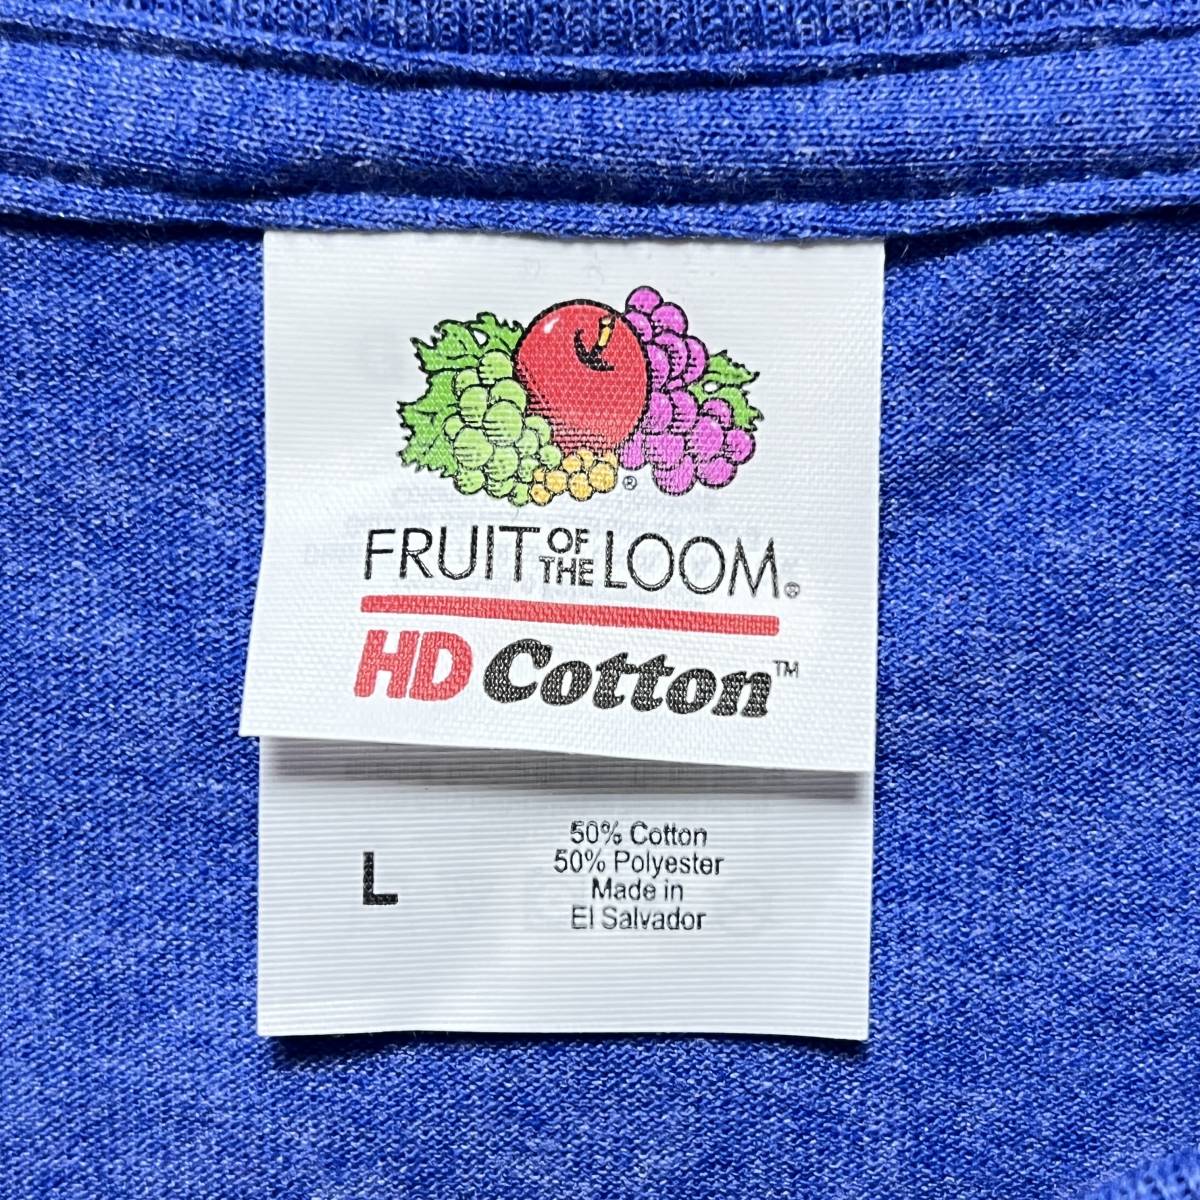 ®
FRUIT OF THE LOOM®
HD Cotton™
L
50% Cotton
50% Polyester
Made in
El Salvador